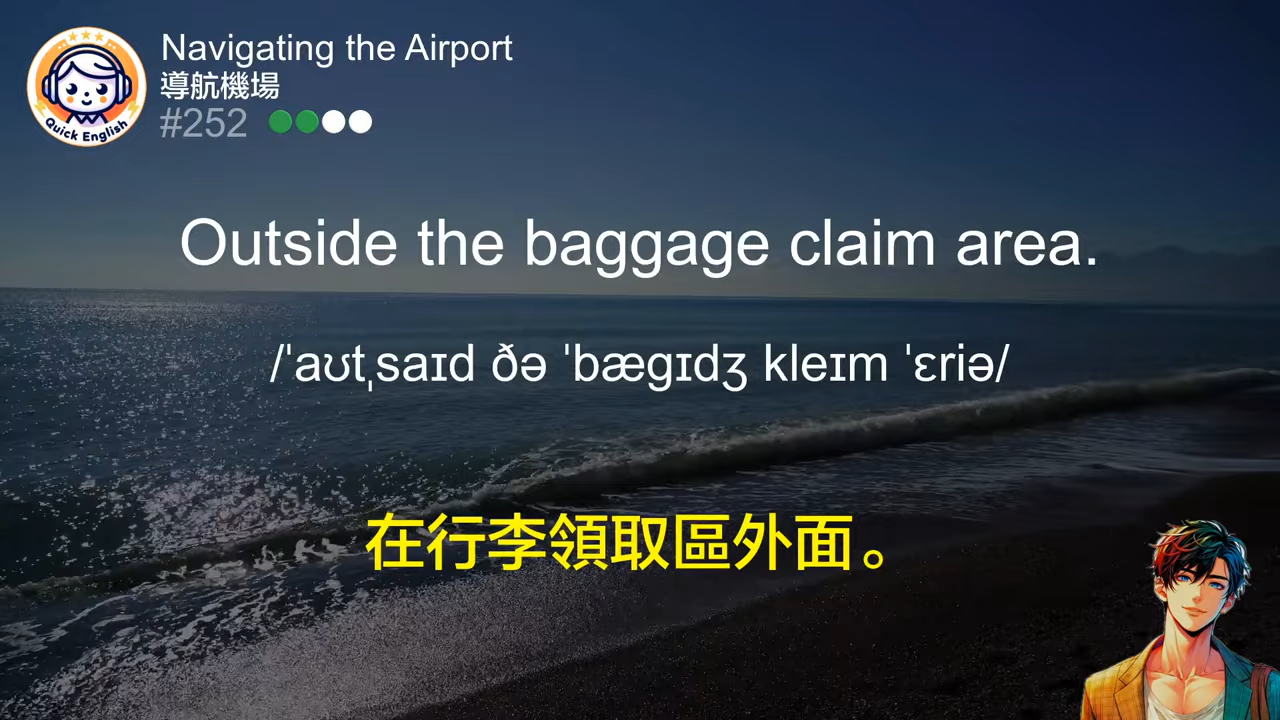 Navigating the Airport
導航機場
#252
Quick English
Outside the baggage claim area.
/ˈaʊtˌsaɪd ðə ˈbægɪdʒ kleɪm ˈɛriə/
在行李領取區外面。